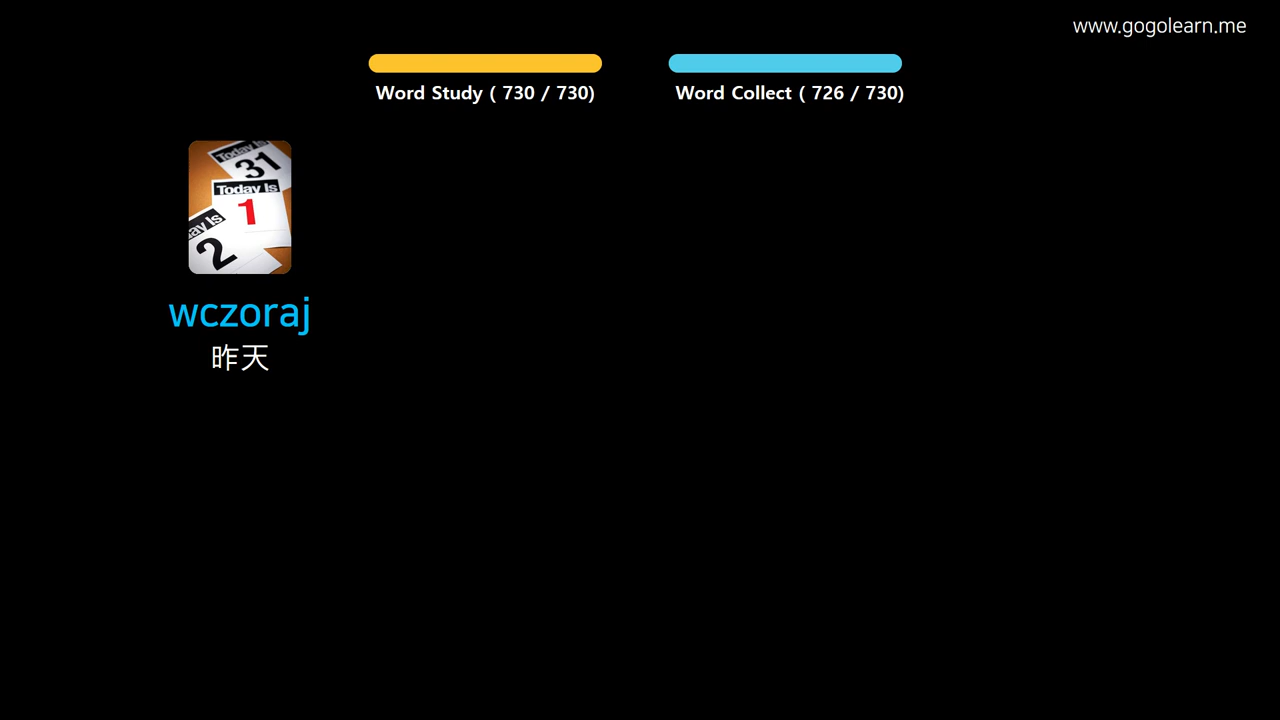 www.gogolearn.me
Word Study ( 730 / 730)
Word Collect ( 726 / 730)
Today Is
31
Today Is
1
ay Is
2
wczoraj
昨天